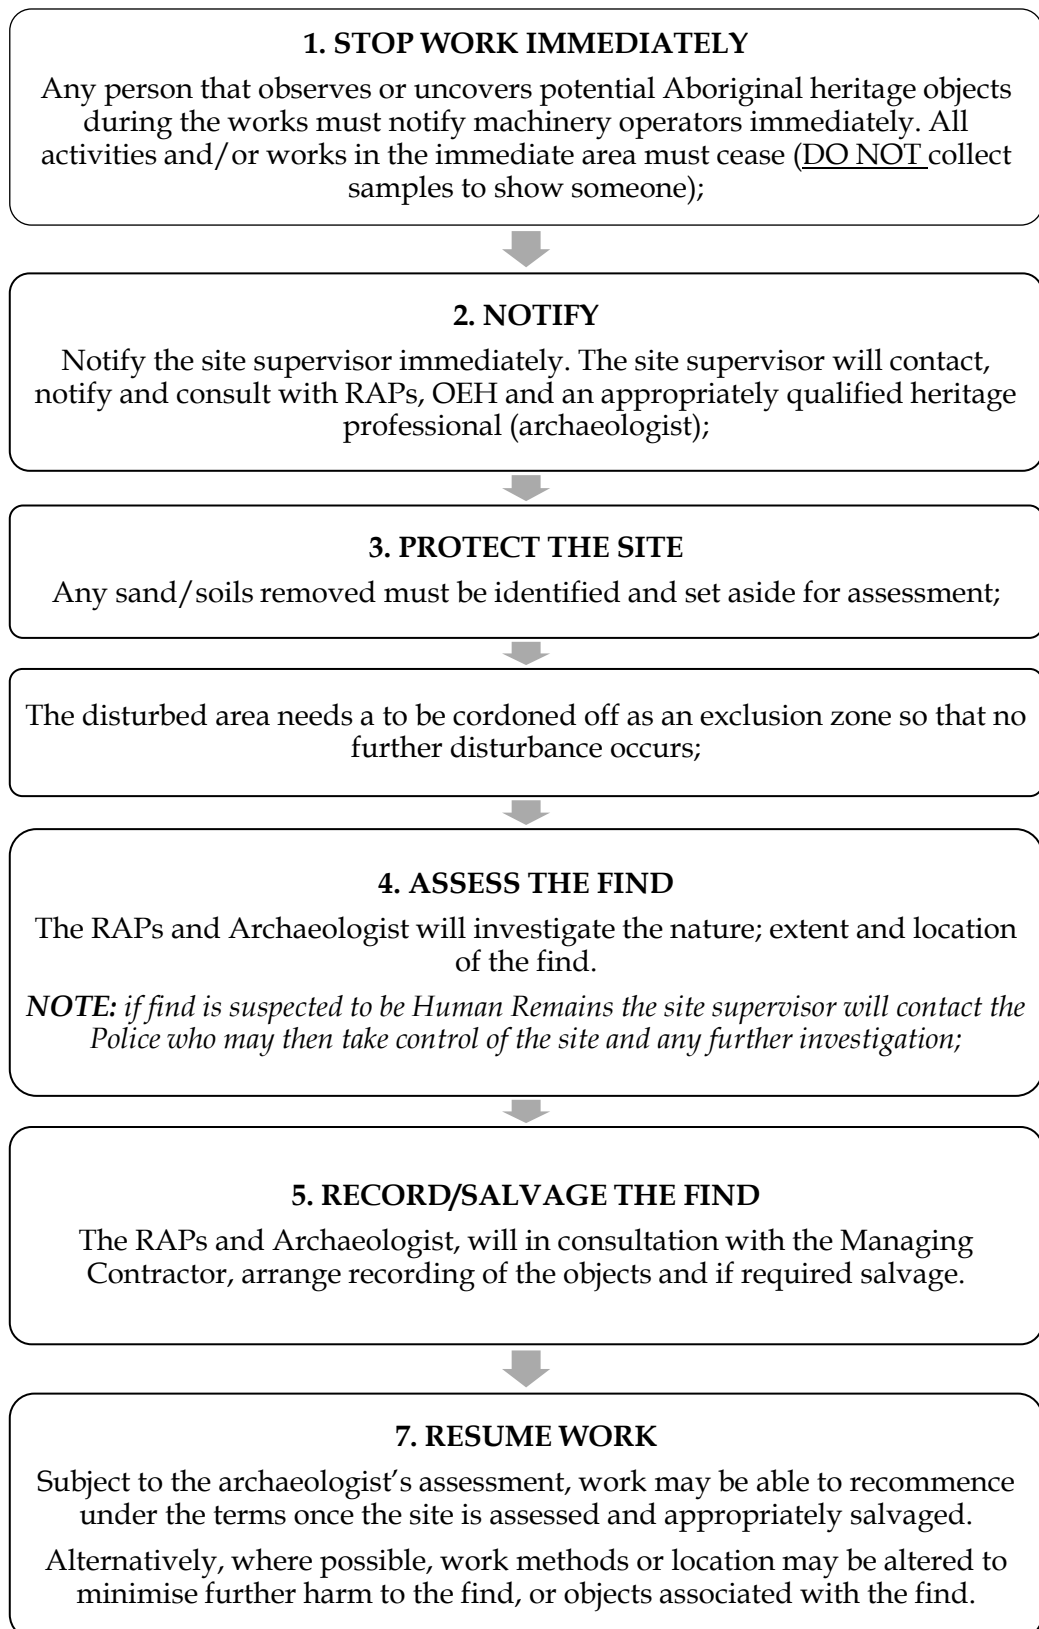 1. STOP WORK IMMEDIATELY
Any person that observes or uncovers potential Aboriginal heritage objects
during the works must notify machinery operators immediately. All
activities and/or works in the immediate area must cease (DO NOT collect
samples to show someone);
2. NOTIFY
Notify the site supervisor immediately. The site supervisor will contact,
notify and consult with RAPs, OEH and an appropriately qualified heritage
professional (archaeologist);
3. PROTECT THE SITE
Any sand/soils removed must be identified and set aside for assessment;
The disturbed area needs a to be cordoned off as an exclusion zone so that no
further disturbance occurs;
4. ASSESS THE FIND
The RAPs and Archaeologist will investigate the nature; extent and location
of the find.
NOTE: if find is suspected to be Human Remains the site supervisor will contact the
Police who may then take control of the site and any further investigation;
5. RECORD/SALVAGE THE FIND
The RAPs and Archaeologist, will in consultation with the Managing
Contractor, arrange recording of the objects and if required salvage.
7. RESUME WORK
Subject to the archaeologist's assessment, work may be able to recommence
under the terms once the site is assessed and appropriately salvaged.
Alternatively, where possible, work methods or location may be altered to
minimise further harm to the find, or objects associated with the find.